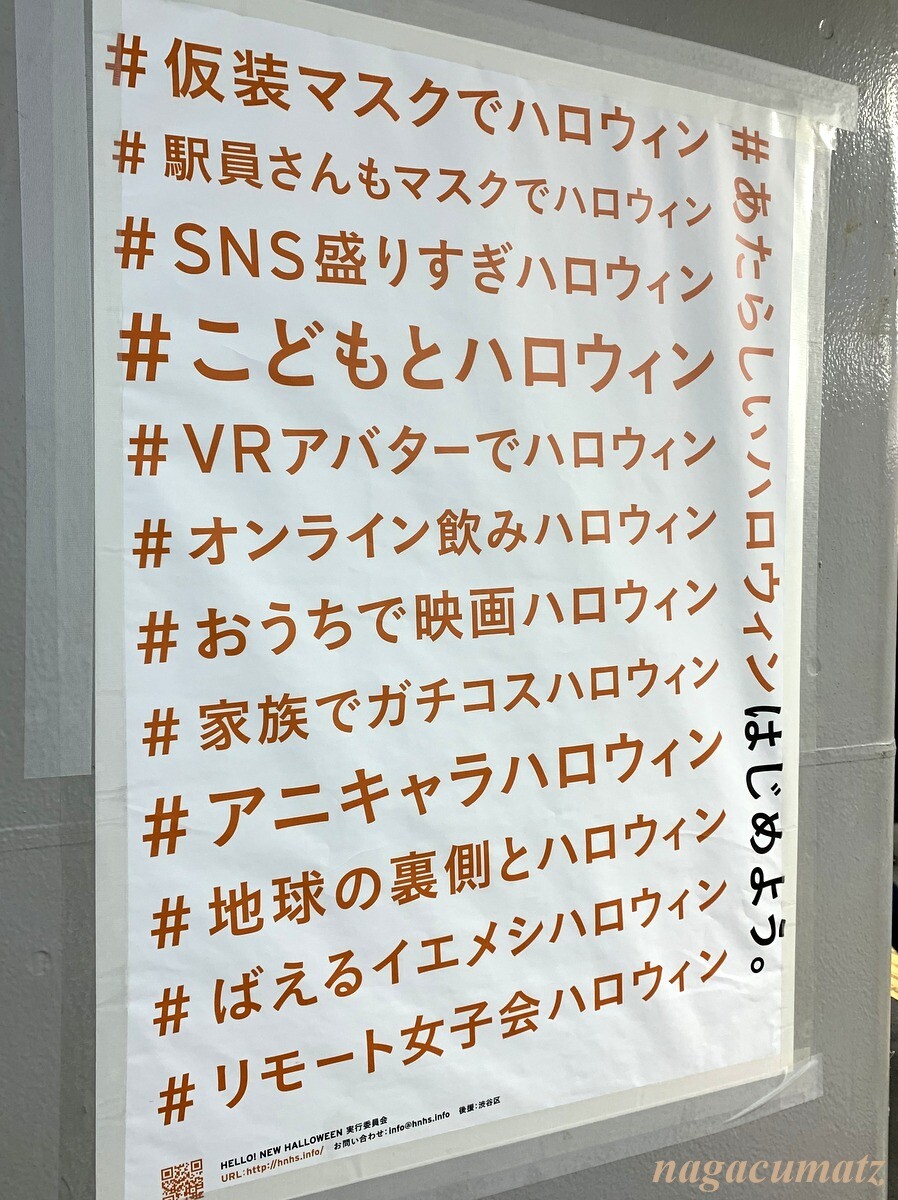 #あたらしいハロウィンはじめよう。
#仮装マスクでハロウィン
#駅員さんもマスクでハロウィン
#SNS盛りすぎハロウィン
#こどもとハロウィン
#VRアバターでハロウィン
#オンライン飲みハロウィン
#おうちで映画ハロウィン
#家族でガチコスハロウィン
#アニキャラハロウィン
#地球の裏側とハロウィン
#ばえるイエメシハロウィン
#リモート女子会ハロウィン
HELLO! NEW HALLOWEEN 実行委員会
URL:http://hnhs.info/ お問い合わせ:info@hnhs.info 後援:渋谷区
nagacumatz